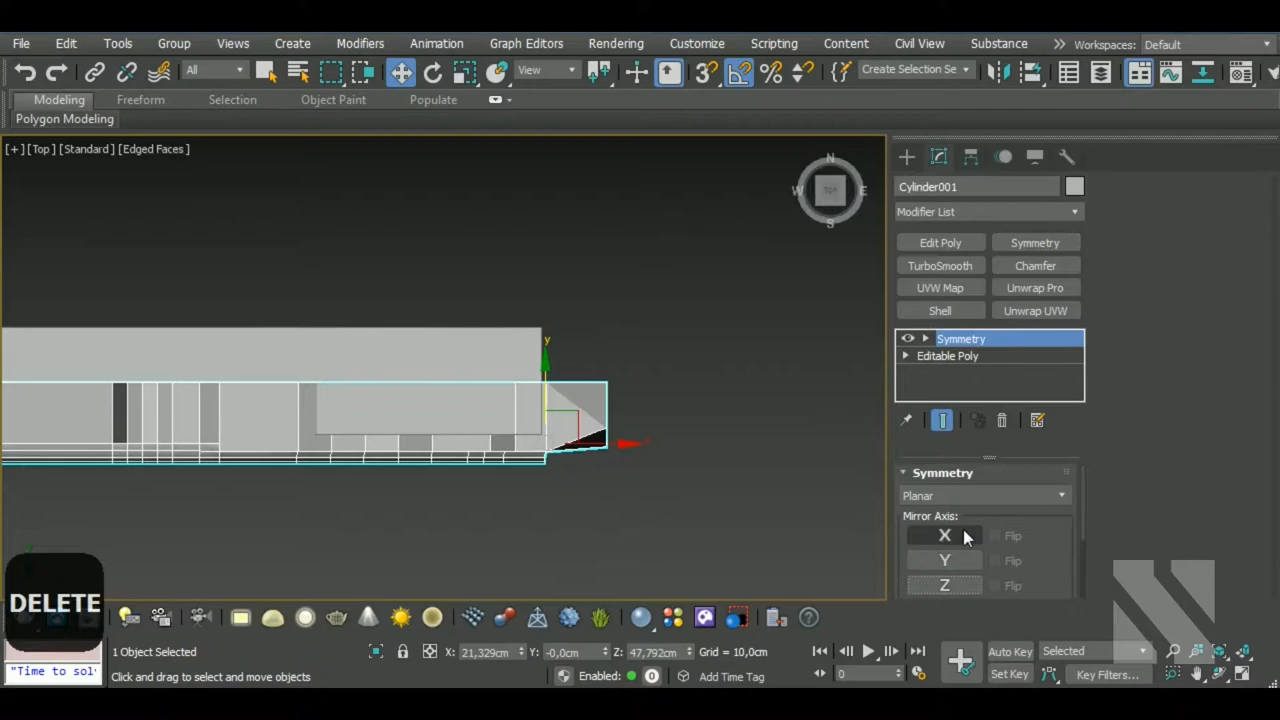 File Edit Tools Group Views Create Modifiers Animation Graph Editors Rendering Customize Scripting Content Civil View Substance Workspaces: Default
All View Create Selection Se
Modeling Freeform Selection Object Paint Populate
Polygon Modeling
[+] [Top] [Standard] [Edged Faces]
N
W TOP E
S
Cylinder001
Modifier List
Edit Poly Symmetry
TurboSmooth Chamfer
UVW Map Unwrap Pro
Shell Unwrap UVW
Symmetry
Editable Poly
y
Symmetry
Planar
Mirror Axis:
X Flip
Y Flip
Z Flip
DELETE
1 Object Selected X: 21,329cm Y: -0,0cm Z: 47,792cm Grid = 10,0cm Auto Key Selected
"Time to sol Click and drag to select and move objects Enabled: 0 Add Time Tag 0 Set Key Key Filters...